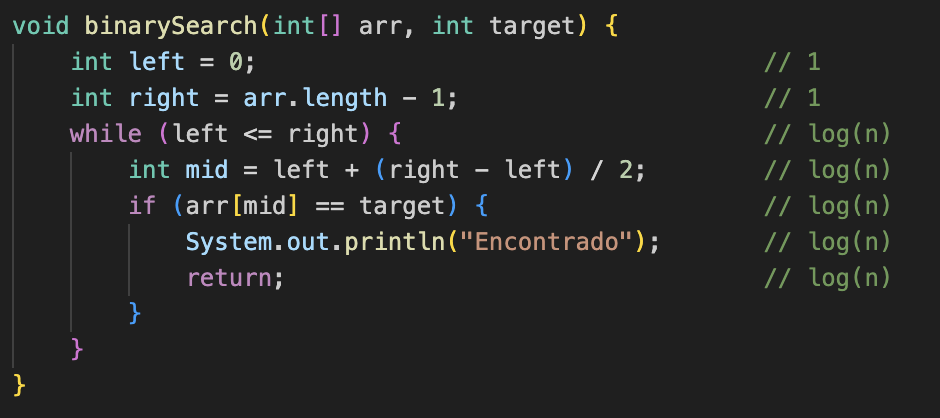 void binarySearch(int[] arr, int target) {
int left = 0; // 1
int right = arr.length - 1; // 1
while (left <= right) { // log(n)
int mid = left + (right - left) / 2; // log(n)
if (arr[mid] == target) { // log(n)
System.out.println("Encontrado"); // log(n)
return; // log(n)
}
}
}